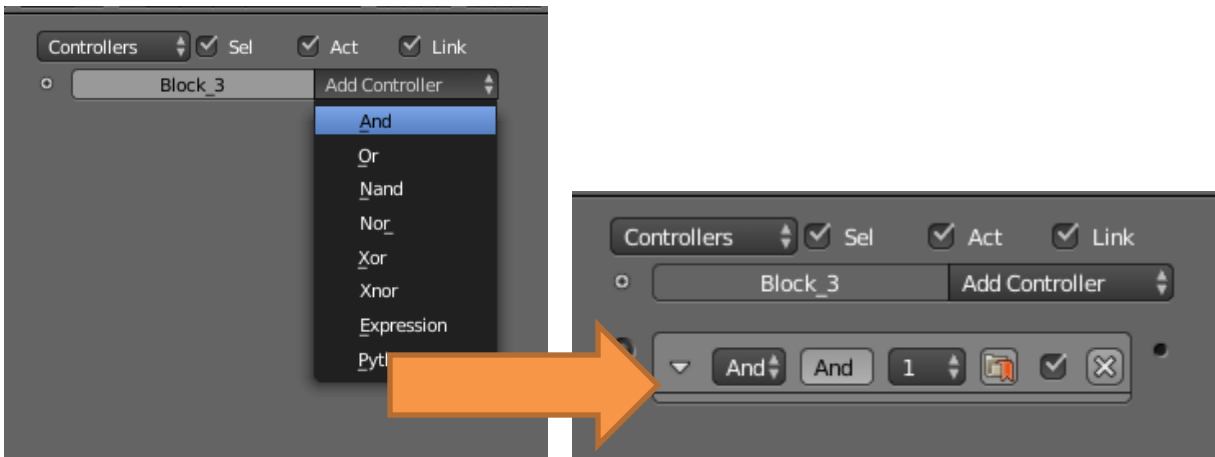 Controllers Sel Act Link
Block_3 Add Controller
And
Or
Nand
Nor
Xor
Xnor
Expression
Controllers Sel Act Link
Block_3 Add Controller
And And 1